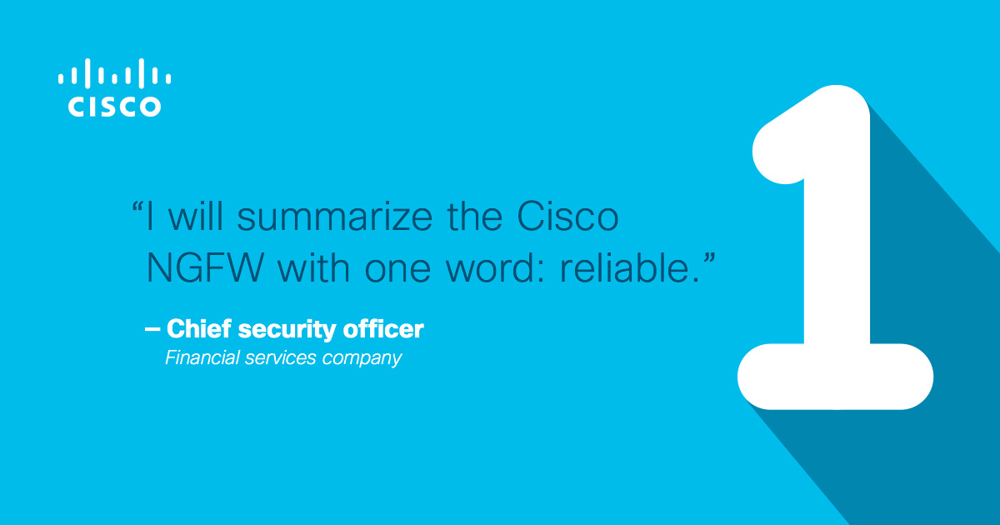 CISCO
“I will summarize the Cisco
NGFW with one word: reliable.”
– Chief security officer
Financial services company
1